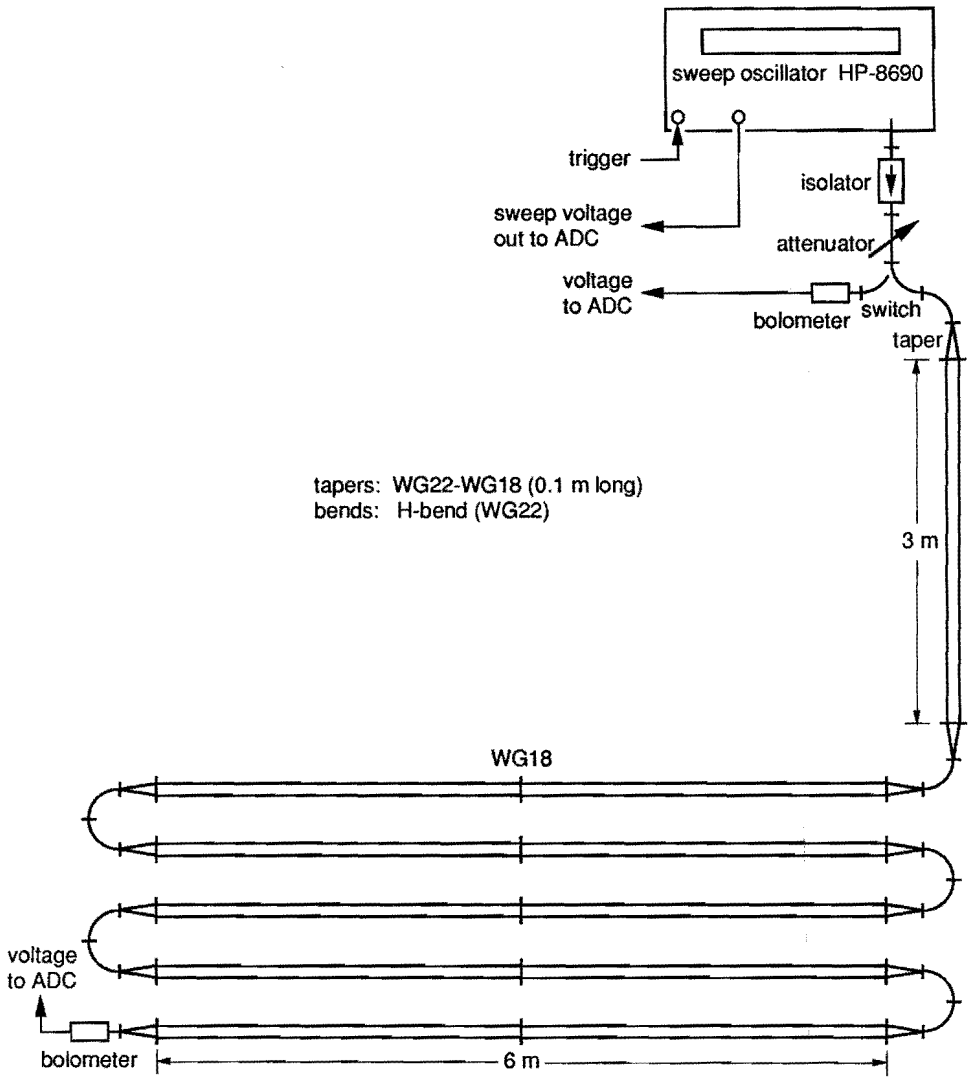 sweep oscillator HP-8690
trigger
isolator
sweep voltage
out to ADC
attenuator
voltage
to ADC
switch
bolometer
taper
tapers: WG22-WG18 (0.1 m long)
bends: H-bend (WG22)
3 m
WG18
voltage
to ADC
bolometer
6 m